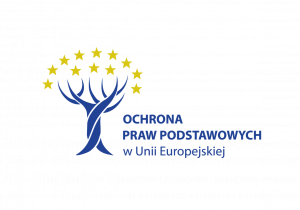 OCHRONA
PRAW PODSTAWOWYCH
w Unii Europejskiej